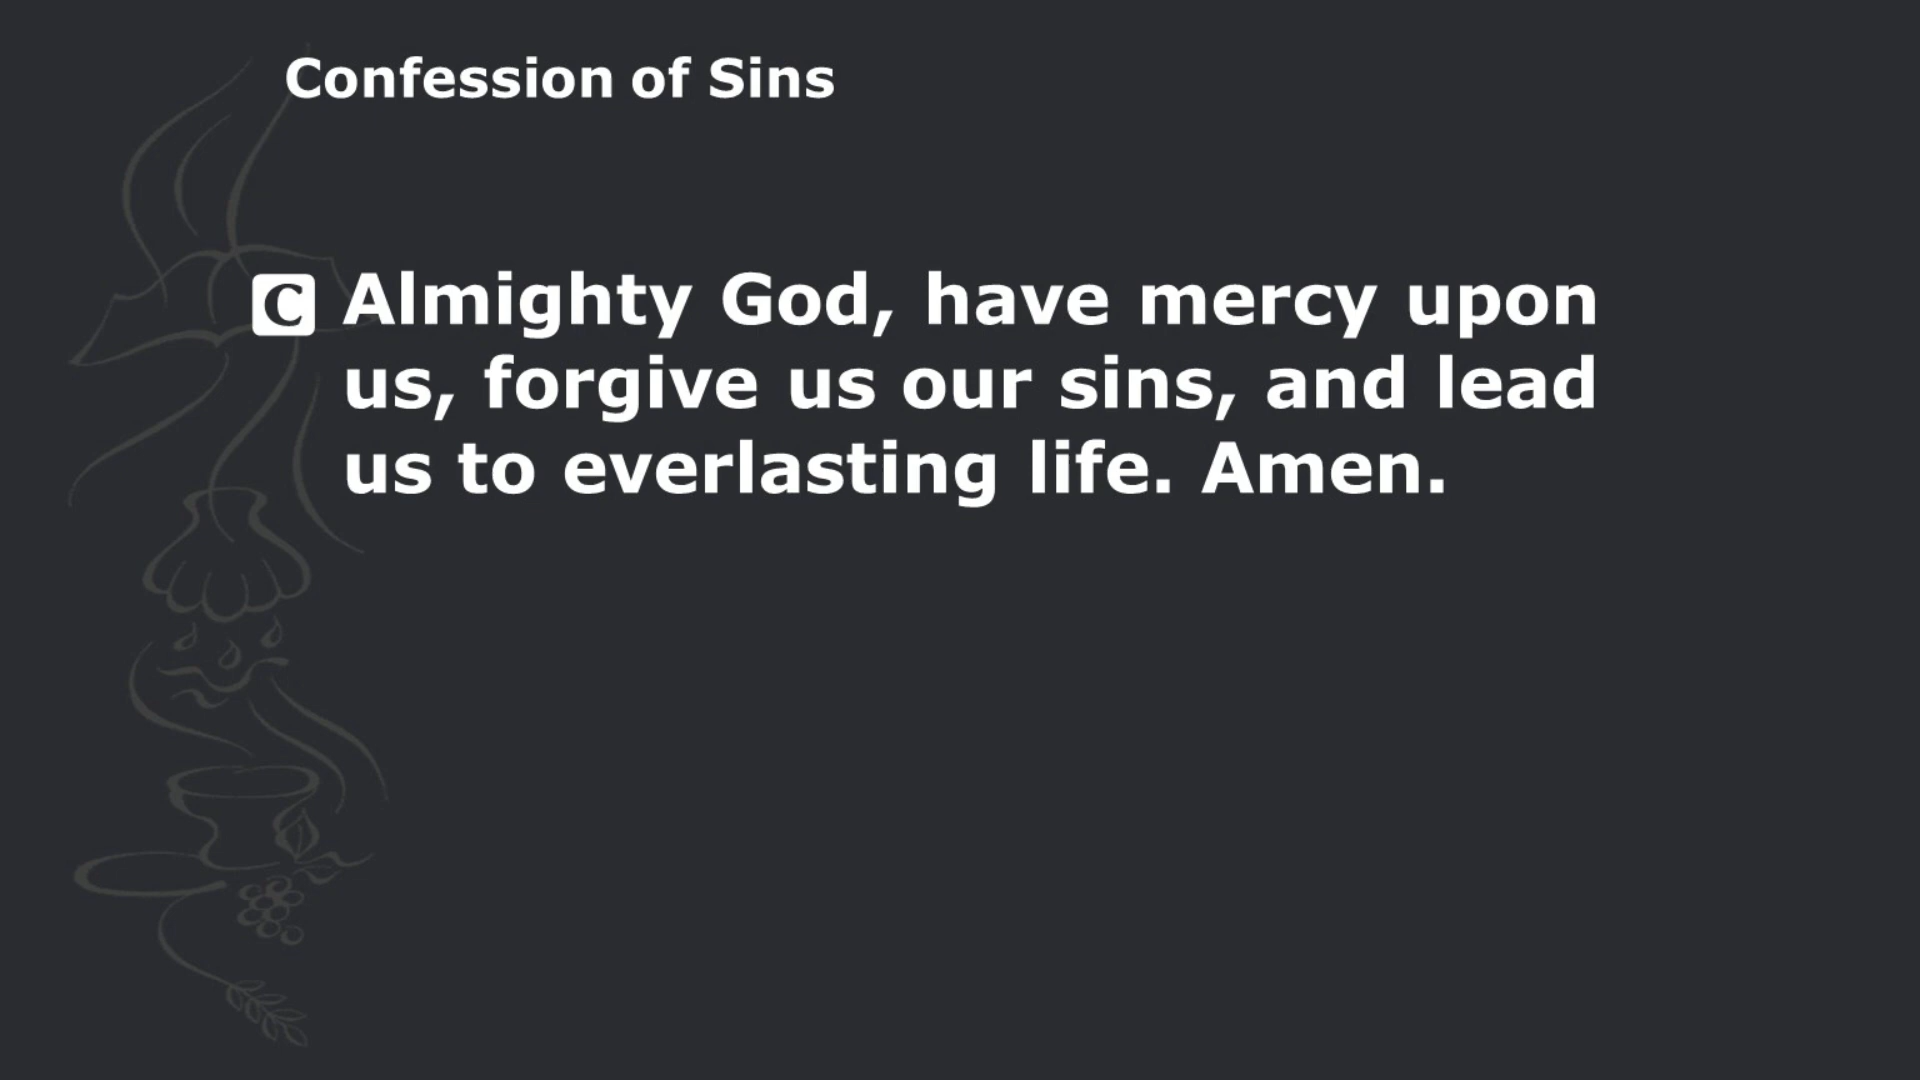 Confession of Sins
C Almighty God, have mercy upon
us, forgive us our sins, and lead
us to everlasting life. Amen.